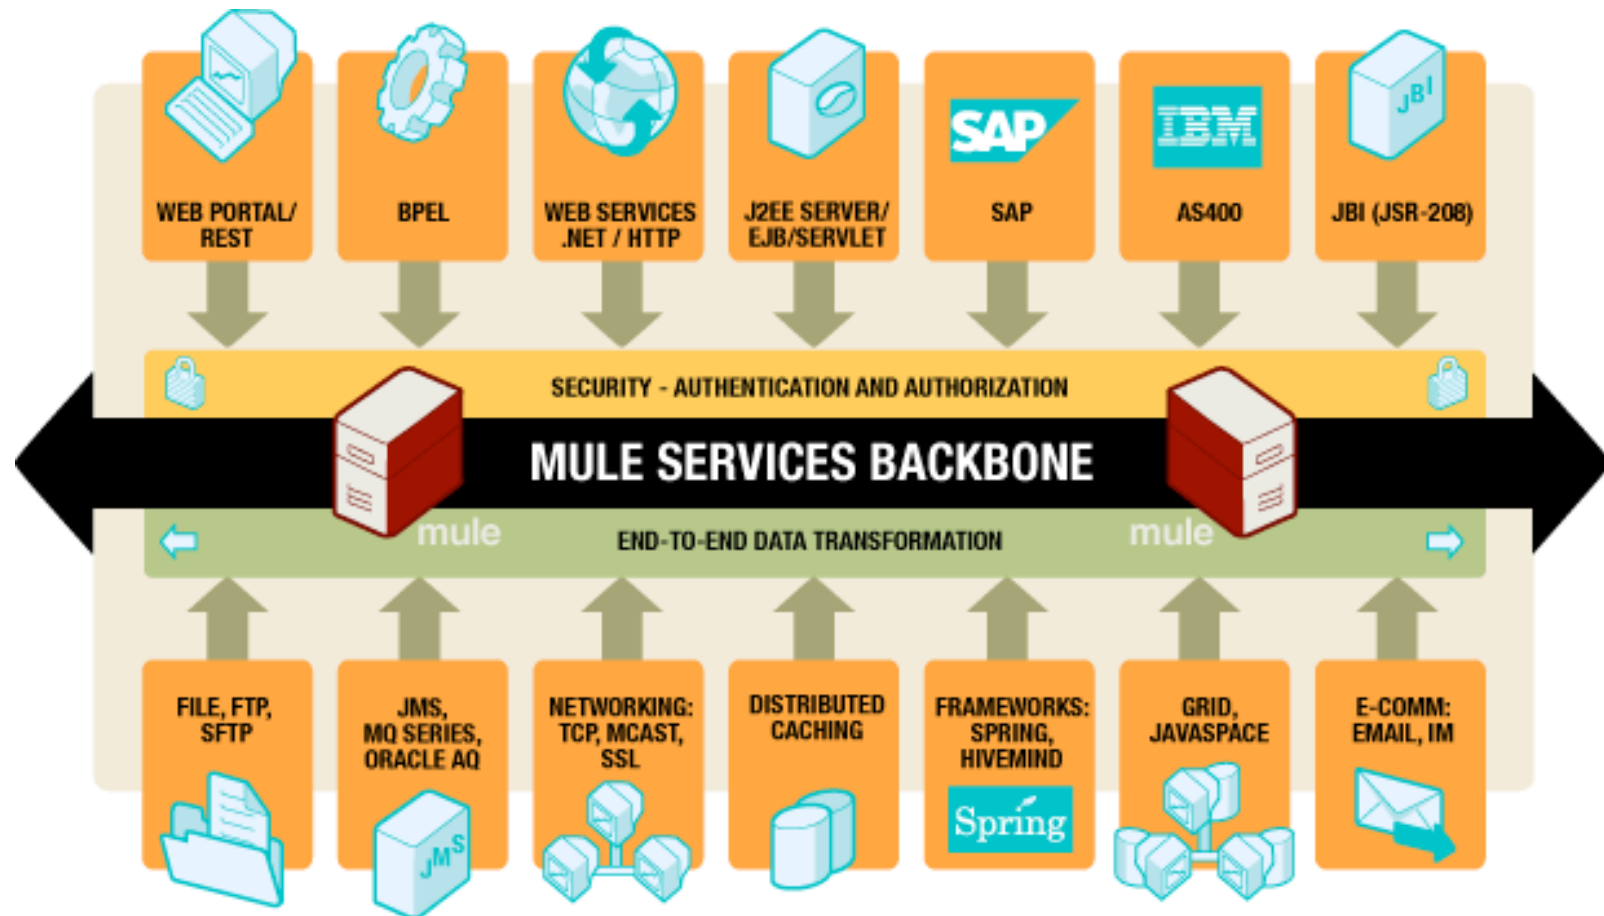 WEB PORTAL/
REST
BPEL
WEB SERVICES
.NET / HTTP
J2EE SERVER/
EJB/SERVLET
SAP
SAP
IBM
AS400
JBI
JBI (JSR-208)
SECURITY - AUTHENTICATION AND AUTHORIZATION
MULE SERVICES BACKBONE
mule
END-TO-END DATA TRANSFORMATION
mule
FILE, FTP,
SFTP
JMS,
MQ SERIES,
ORACLE AQ
JMS
NETWORKING:
TCP, MCAST,
SSL
DISTRIBUTED
CACHING
FRAMEWORKS:
SPRING,
HIVEMIND
Spring
GRID,
JAVASPACE
E-COMM:
EMAIL, IM